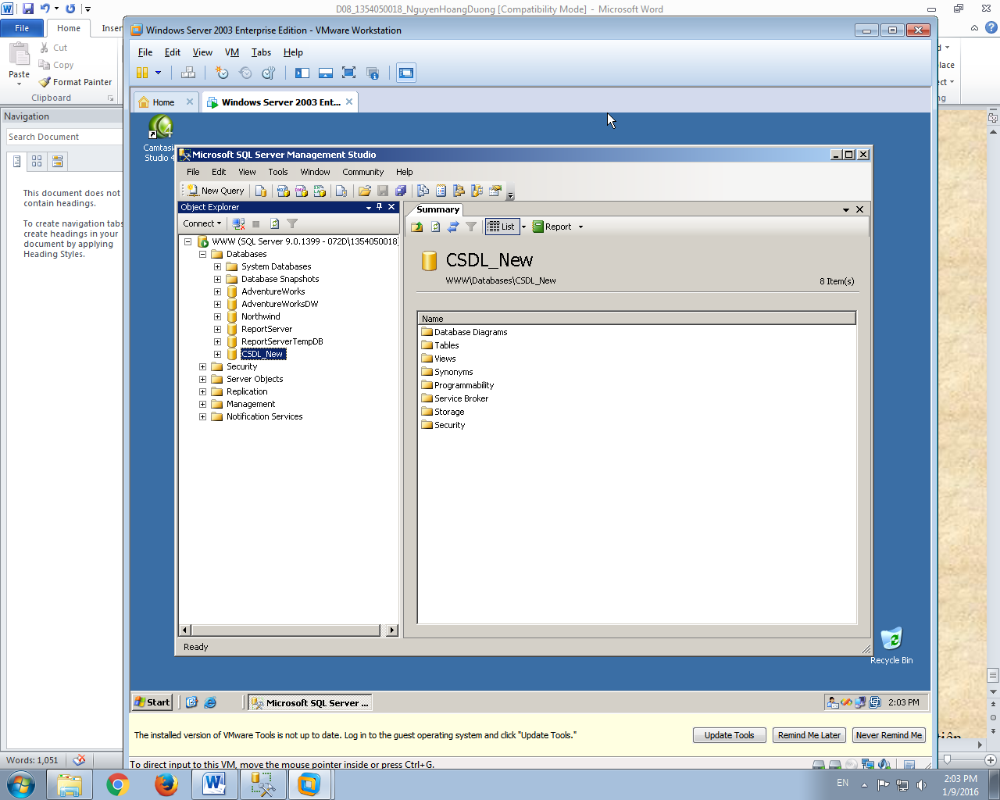 D08_1354050018_NguyenHoangDuong [Compatibility Mode] - Microsoft Word
File
Home
Inser
Cut
Copy
Format Painter
Paste
Clipboard
Navigation
Search Document
This document does not
contain headings.
To create navigation tabs
create headings in your
document by applying
Heading Styles.
Words: 1,051
Windows Server 2003 Enterprise Edition - VMware Workstation
File Edit View VM Tabs Help
Home
Windows Server 2003 Ent...
Camtasi
Studio 4
Microsoft SQL Server Management Studio
File Edit View Tools Window Community Help
New Query
Object Explorer
Connect
WWW (SQL Server 9.0.1399 - 072D\1354050018
Databases
System Databases
Database Snapshots
AdventureWorks
AdventureWorksDW
Northwind
ReportServer
ReportServerTempDB
CSDL_New
Security
Server Objects
Replication
Management
Notification Services
Summary
List
Report
CSDL_New
WWW\Databases\CSDL_New
8 Item(s)
Name
Database Diagrams
Tables
Views
Synonyms
Programmability
Service Broker
Storage
Security
Ready
Recycle Bin
Start
Microsoft SQL Server ...
2:03 PM
The installed version of VMware Tools is not up to date. Log in to the guest operating system and click "Update Tools."
Update Tools
Remind Me Later
Never Remind Me
To direct input to this VM, move the mouse pointer inside or press Ctrl+G.
EN
2:03 PM
1/9/2016